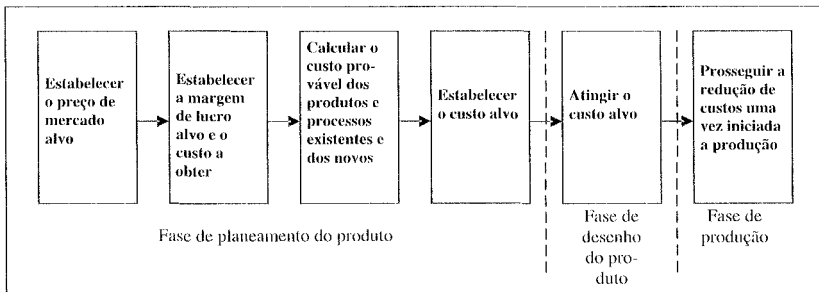 Estabelecer
o preço de
mercado
alvo
Estabelecer
a margem
de lucro
alvo e o
custo a
obter
Calcular o
custo pro-
vável dos
produtos e
processos
existentes e
dos novos
Estabelecer
o custo alvo
Atingir o
custo alvo
Prosseguir a
redução de
custos uma
vez iniciada
a produção
Fase de planeamento do produto
Fase de
desenho
do pro-
duto
Fase de
produção